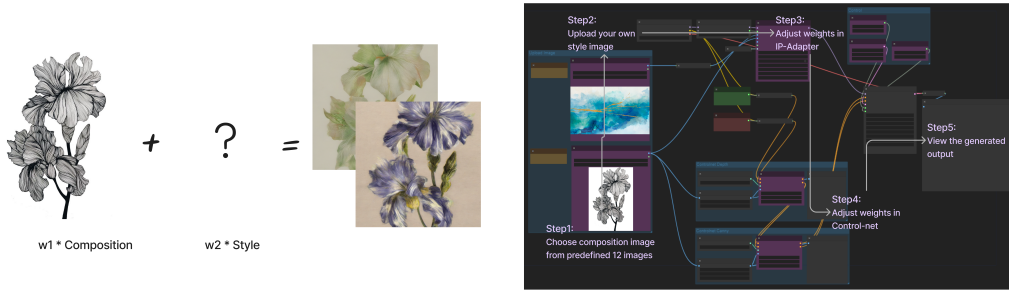 +
?
=
w1 * Composition
w2 * Style
Step2:
Upload your own
style image
Step3:
Adjust weights in
IP-Adapter
Step5:
View the generated
output
Step4:
Adjust weights in
Control-net
Step1:
Choose composition image
from predefined 12 images